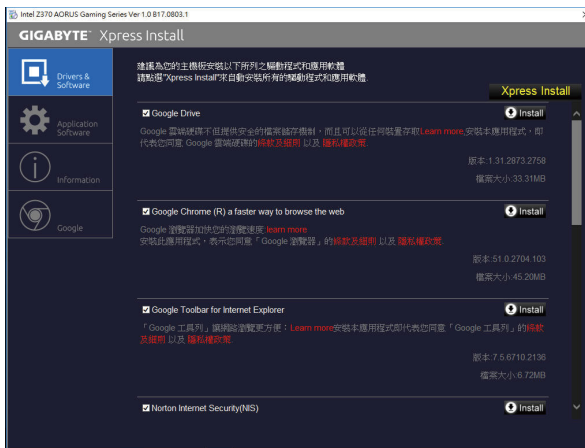 Intel Z370 AORUS Gaming Series Ver 1.0 B17.0803.1
GIGABYTE™ Xpress Install
Drivers &
Software
Application
Software
Information
Google
建議為您的主機板安裝以下所列之驅動程式和應用軟體
請點選"Xpress Install"來自動安裝所有的驅動程式和應用軟體.
Xpress Install
Google Drive
Install
Google 雲端硬碟不但提供安全的檔案儲存機制，而且可以從任何裝置存取Learn more,安裝本應用程式，即
代表您同意 Google 雲端硬碟的條款及細則 以及 隱私權政策.
版本:1.31.2873.2758
檔案大小:33.31MB
Google Chrome (R) a faster way to browse the web
Install
Google 瀏覽器加快您的瀏覽速度 learn more
安裝此應用程式，表示您同意「Google 瀏覽器」的條款及細則 以及 隱私權政策.
版本:51.0.2704.103
檔案大小:45.20MB
Google Toolbar for Internet Explorer
Install
「Google 工具列」讓網路瀏覽更方便；Learn more安裝本應用程式即代表您同意「Google 工具列」的條款
及細則 以及 隱私權政策.
版本:7.5.6710.2136
檔案大小:6.72MB
Norton Internet Security(NIS)
Install